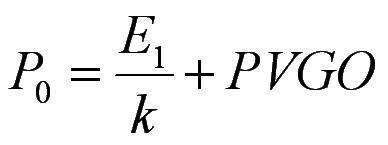 P₀ = E₁/k + PVGO